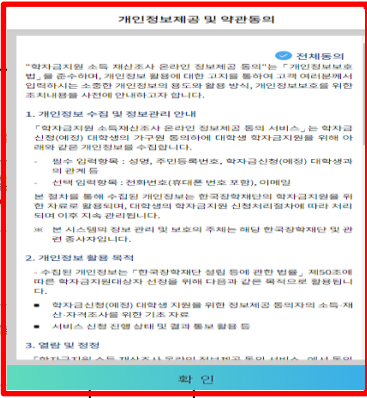 개인정보제공 및 약관동의
전체동의
"학자금지원 소득 재산조사 온라인 정보제공 동의"는 「개인정보보호
법」을 준수하며, 개인정보 활용에 대한 고지를 통하여 고객 여러분께서
입력하시는 소중한 개인정보의 용도와 활용 방식, 개인정보보호를 위한
조치내용을 사전에 안내하고자 합니다.
1. 개인정보 수집 및 정보관리 안내
「학자금지원 소득재산조사 온라인 정보제공 동의 서비스」는 학자금
신청(예정) 대학생의 가구원 동의하에 대학생 학자금지원을 위해 아
래와 같은 개인정보를 수집합니다.
- 필수 입력항목 : 성명, 주민등록번호, 학자금신청(예정) 대학생과
의 관계 등
- 선택 입력항목 : 전화번호(휴대폰 번호 포함), 이메일
본 절차를 통해 수집된 개인정보는 한국장학재단의 학자금지원을 위
한 자료로 활용되며, 대학생의 학자금지원 신청처리절차에 따라 처리
되며 이후 지속 관리됩니다.
※ 본 시스템의 정보 관리 및 보호의 주체는 해당 한국장학재단 및 관
련 종사자입니다.
2. 개인정보 활용 목적
- 수집된 개인정보는 「한국장학재단 설립 등에 관한 법률」 제50조에
따른 학자금지원대상자 선정을 위해 다음과 같은 목적으로 활용됩니
다.
■ 학자금신청(예정) 대학생 지원을 위한 정보제공 동의자의 소득·재
산·자격조사를 위한 기초 자료
■ 서비스 신청 진행 상태 및 결과 통보 활용 등
3. 열람 및 정정
확 인